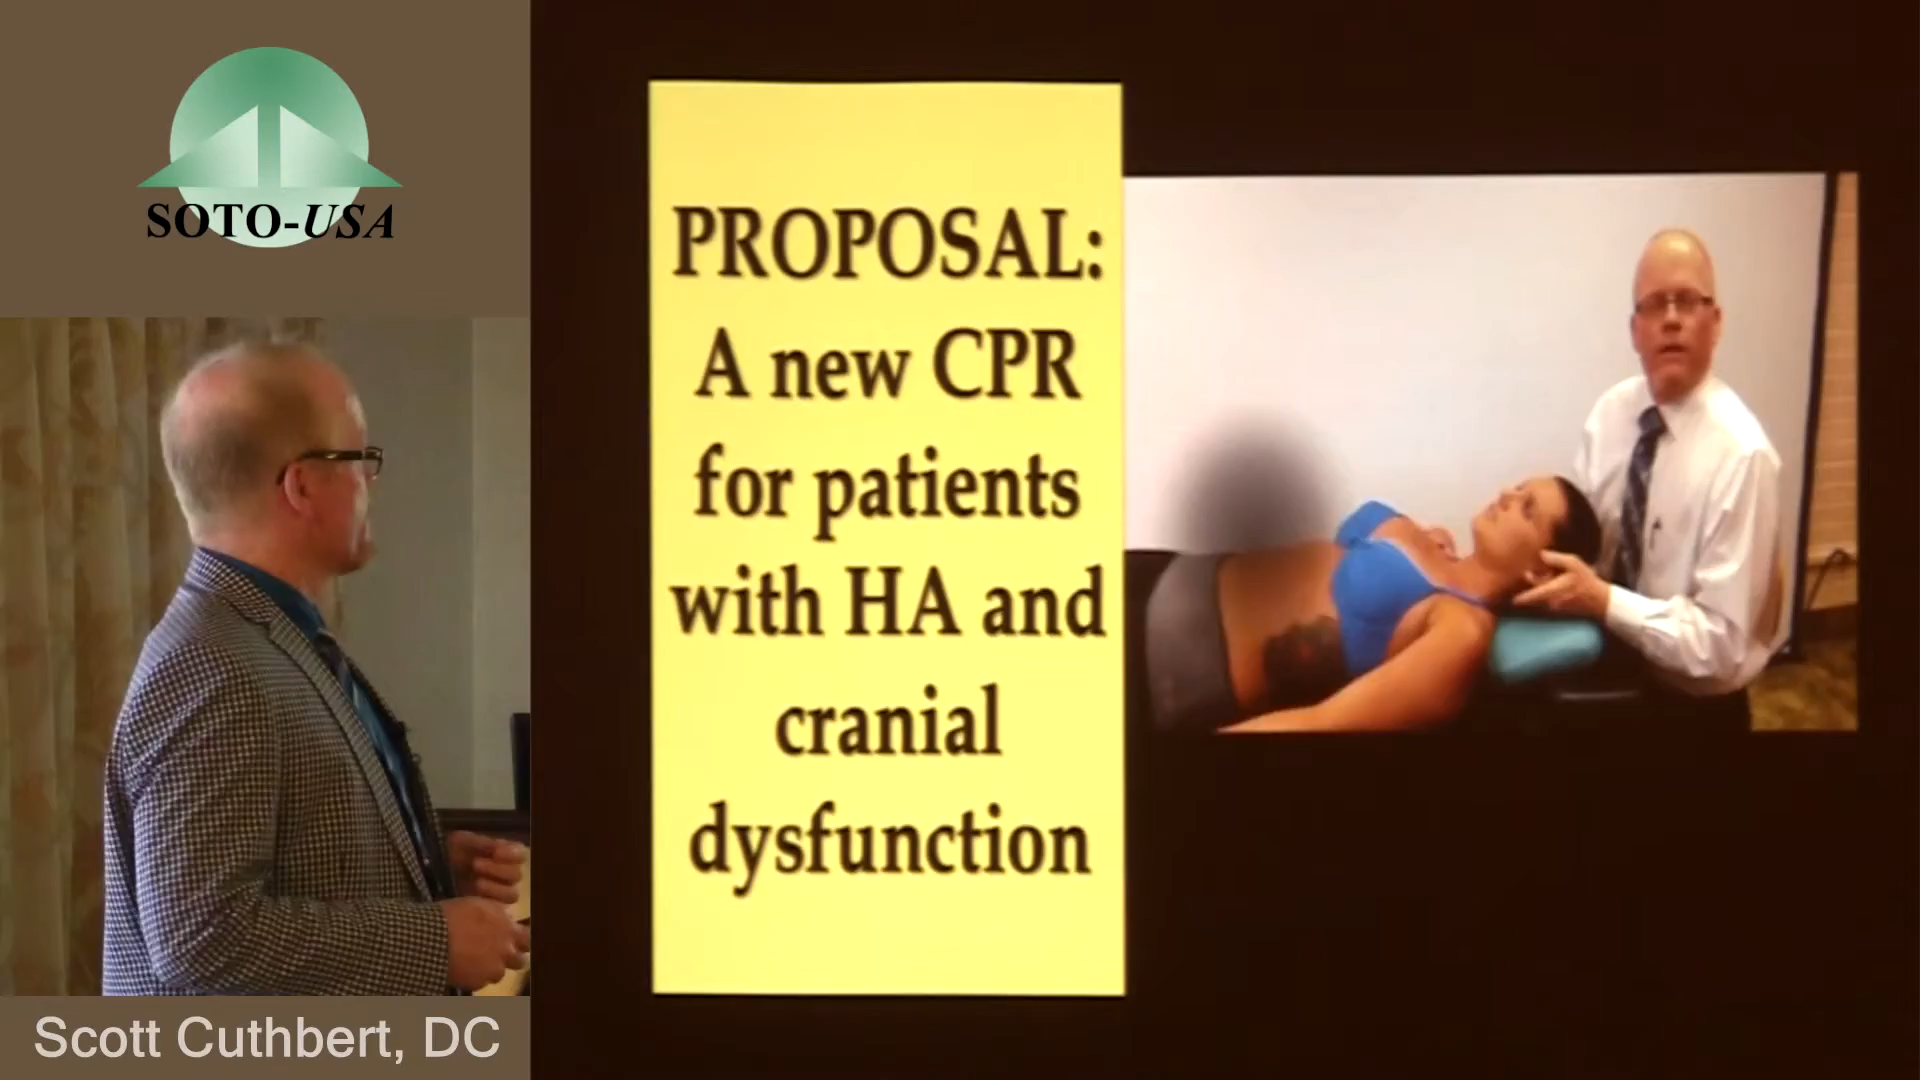 SOTO-USA
Scott Cuthbert, DC
PROPOSAL:
A new CPR
for patients
with HA and
cranial
dysfunction